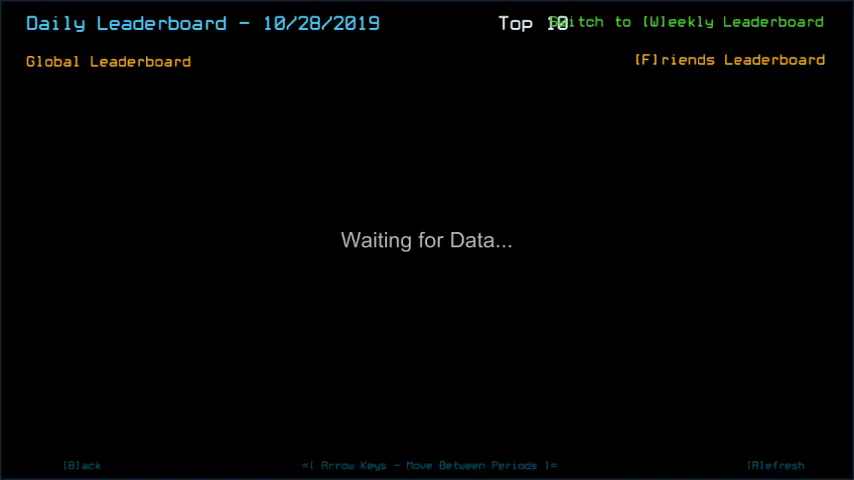 Daily Leaderboard - 10/28/2019
Top 10
Switch to [W]eekly Leaderboard
Global Leaderboard
[F]riends Leaderboard
Waiting for Data...
[B]ack
=[ Arrow Keys - Move Between Periods ]=
[R]efresh